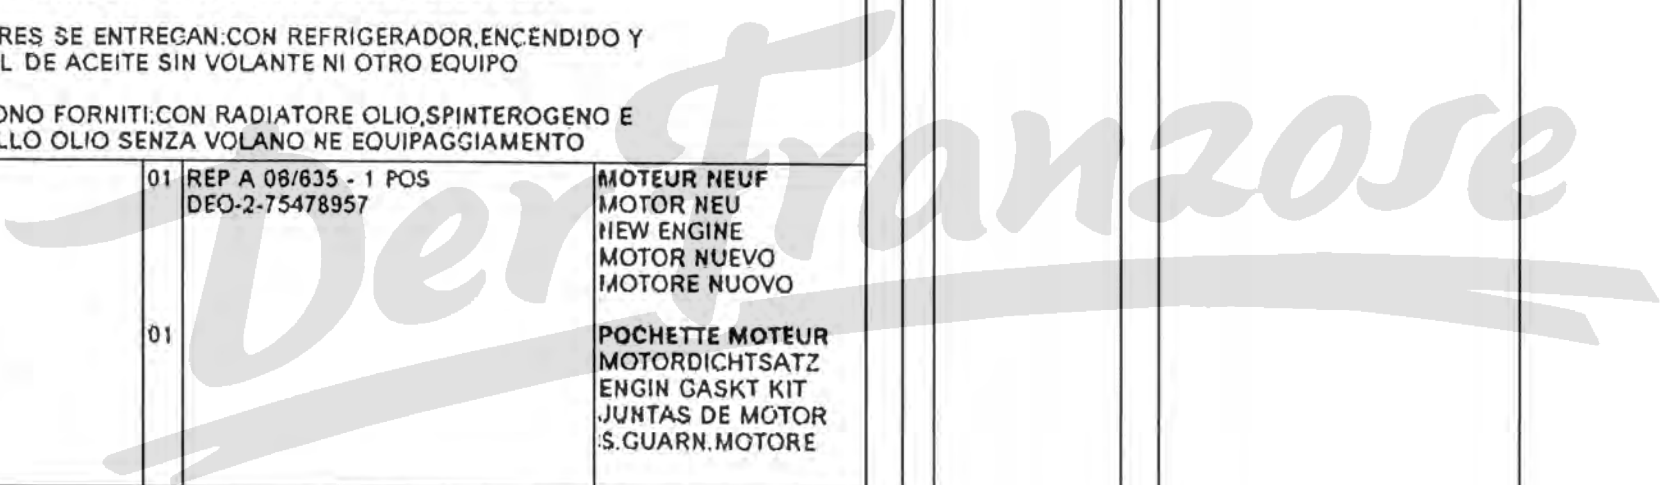 RES SE ENTREGAN:CON REFRIGERADOR,ENCENDIDO Y
L DE ACEITE SIN VOLANTE NI OTRO EQUIPO
ONO FORNITI:CON RADIATORE OLIO,SPINTEROGENO E
LLO OLIO SENZA VOLANO NE EQUIPAGGIAMENTO
01 REP A 06/635 - 1 POS MOTEUR NEUF
DEO-2-75478957 MOTOR NEU
NEW ENGINE
MOTOR NUEVO
MOTORE NUOVO
01 POCHETTE MOTEUR
MOTORDICHTSATZ
ENGIN GASKT KIT
JUNTAS DE MOTOR
S.GUARN.MOTORE
Der Franzose